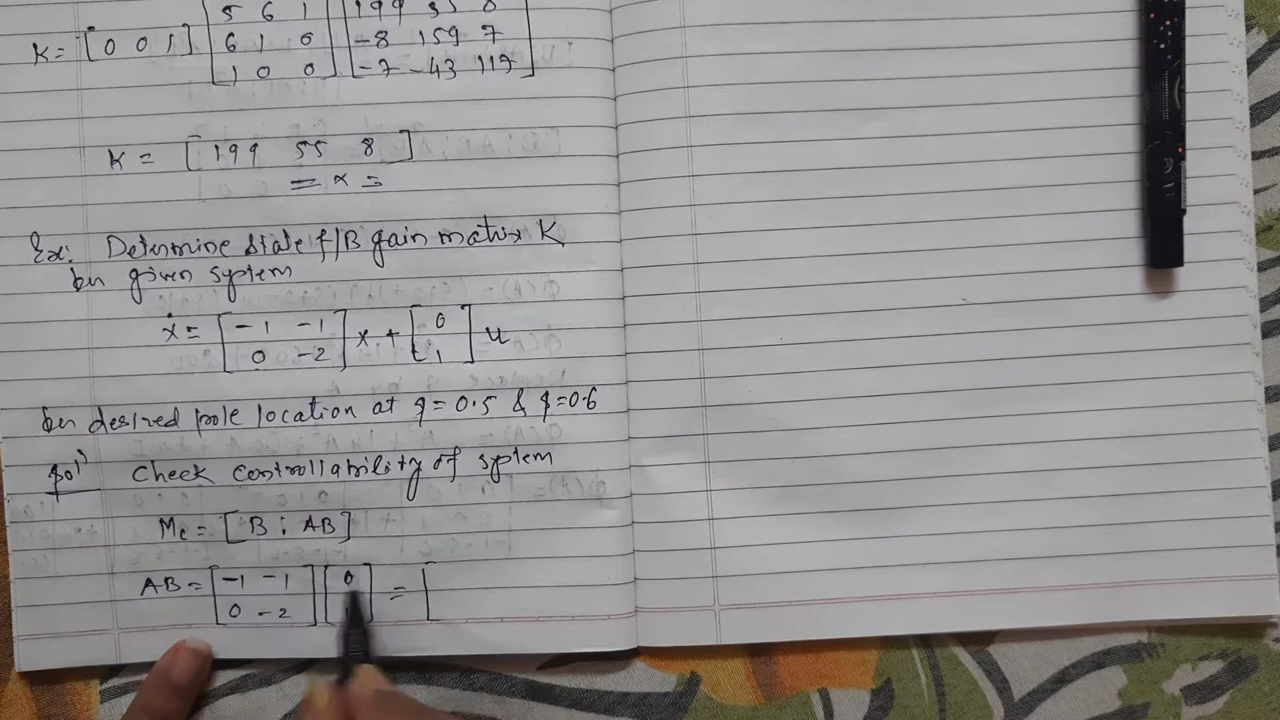 5 6 1 199 55 8
K = [0 0 1] 6 1 0 -8 159 7
1 0 0 -7 -43 117
K = [199 55 8]
= x =
Ex: Determine state f/B gain matrix K
for given system
ẋ = [-1 -1] x + [0] u
0 -2 1
for desired pole location at q = 0.5 & q = 0.6
Sol^n Check controllability of system
Mc = [B : AB]
AB = [-1 -1] [0] = [
0 -2